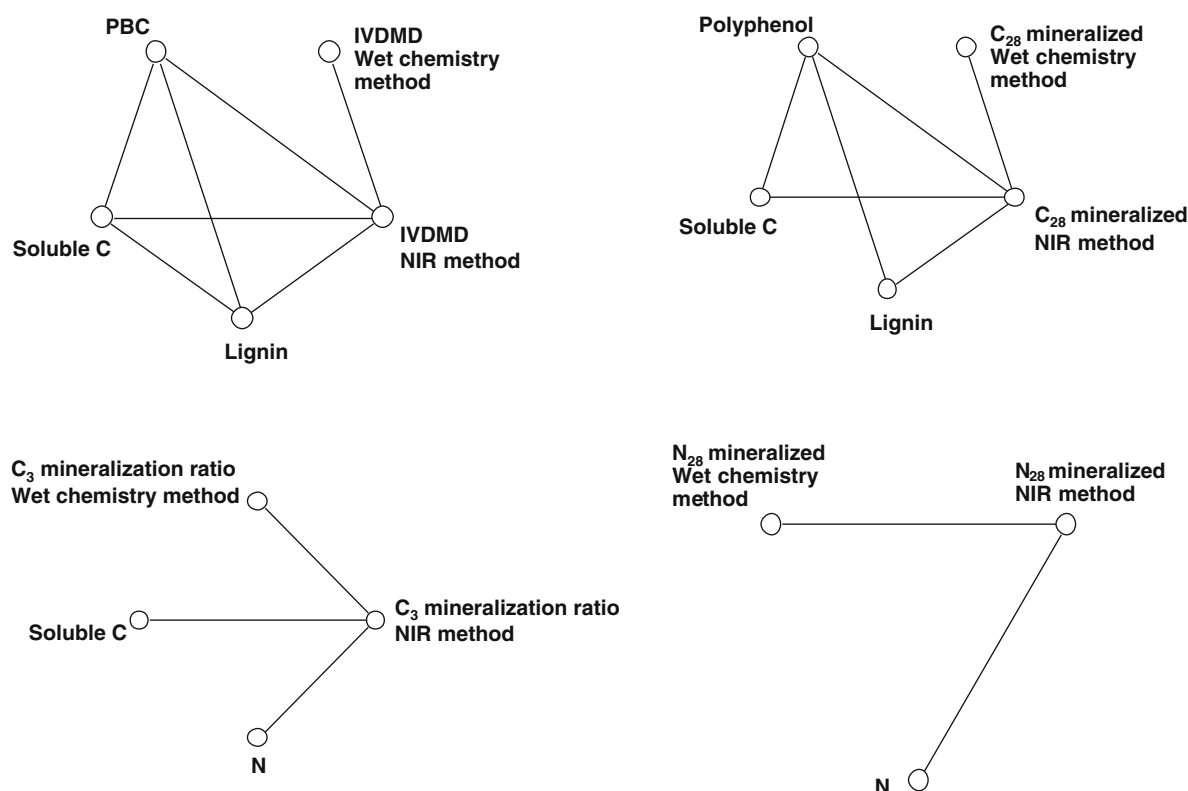 PBC
IVDMD
Wet chemistry
method
Soluble C
IVDMD
NIR method
Lignin
Polyphenol
C₂₈ mineralized
Wet chemistry
method
Soluble C
C₂₈ mineralized
NIR method
Lignin
C₃ mineralization ratio
Wet chemistry method
Soluble C
C₃ mineralization ratio
NIR method
N
N₂₈ mineralized
Wet chemistry
method
N₂₈ mineralized
NIR method
N